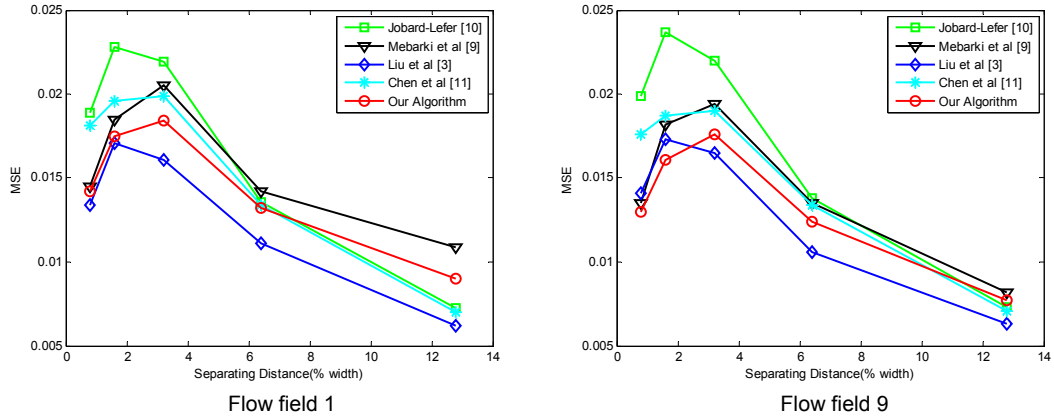 0.025
0.02
0.015
0.01
0.005
MSE
0 2 4 6 8 10 12 14
Separating Distance(% width)
Jobard-Lefer [10]
Mebarki et al [9]
Liu et al [3]
Chen et al [11]
Our Algorithm
Flow field 1
0.025
0.02
0.015
0.01
0.005
MSE
0 2 4 6 8 10 12 14
Separating Distance(% width)
Jobard-Lefer [10]
Mebarki et al [9]
Liu et al [3]
Chen et al [11]
Our Algorithm
Flow field 9